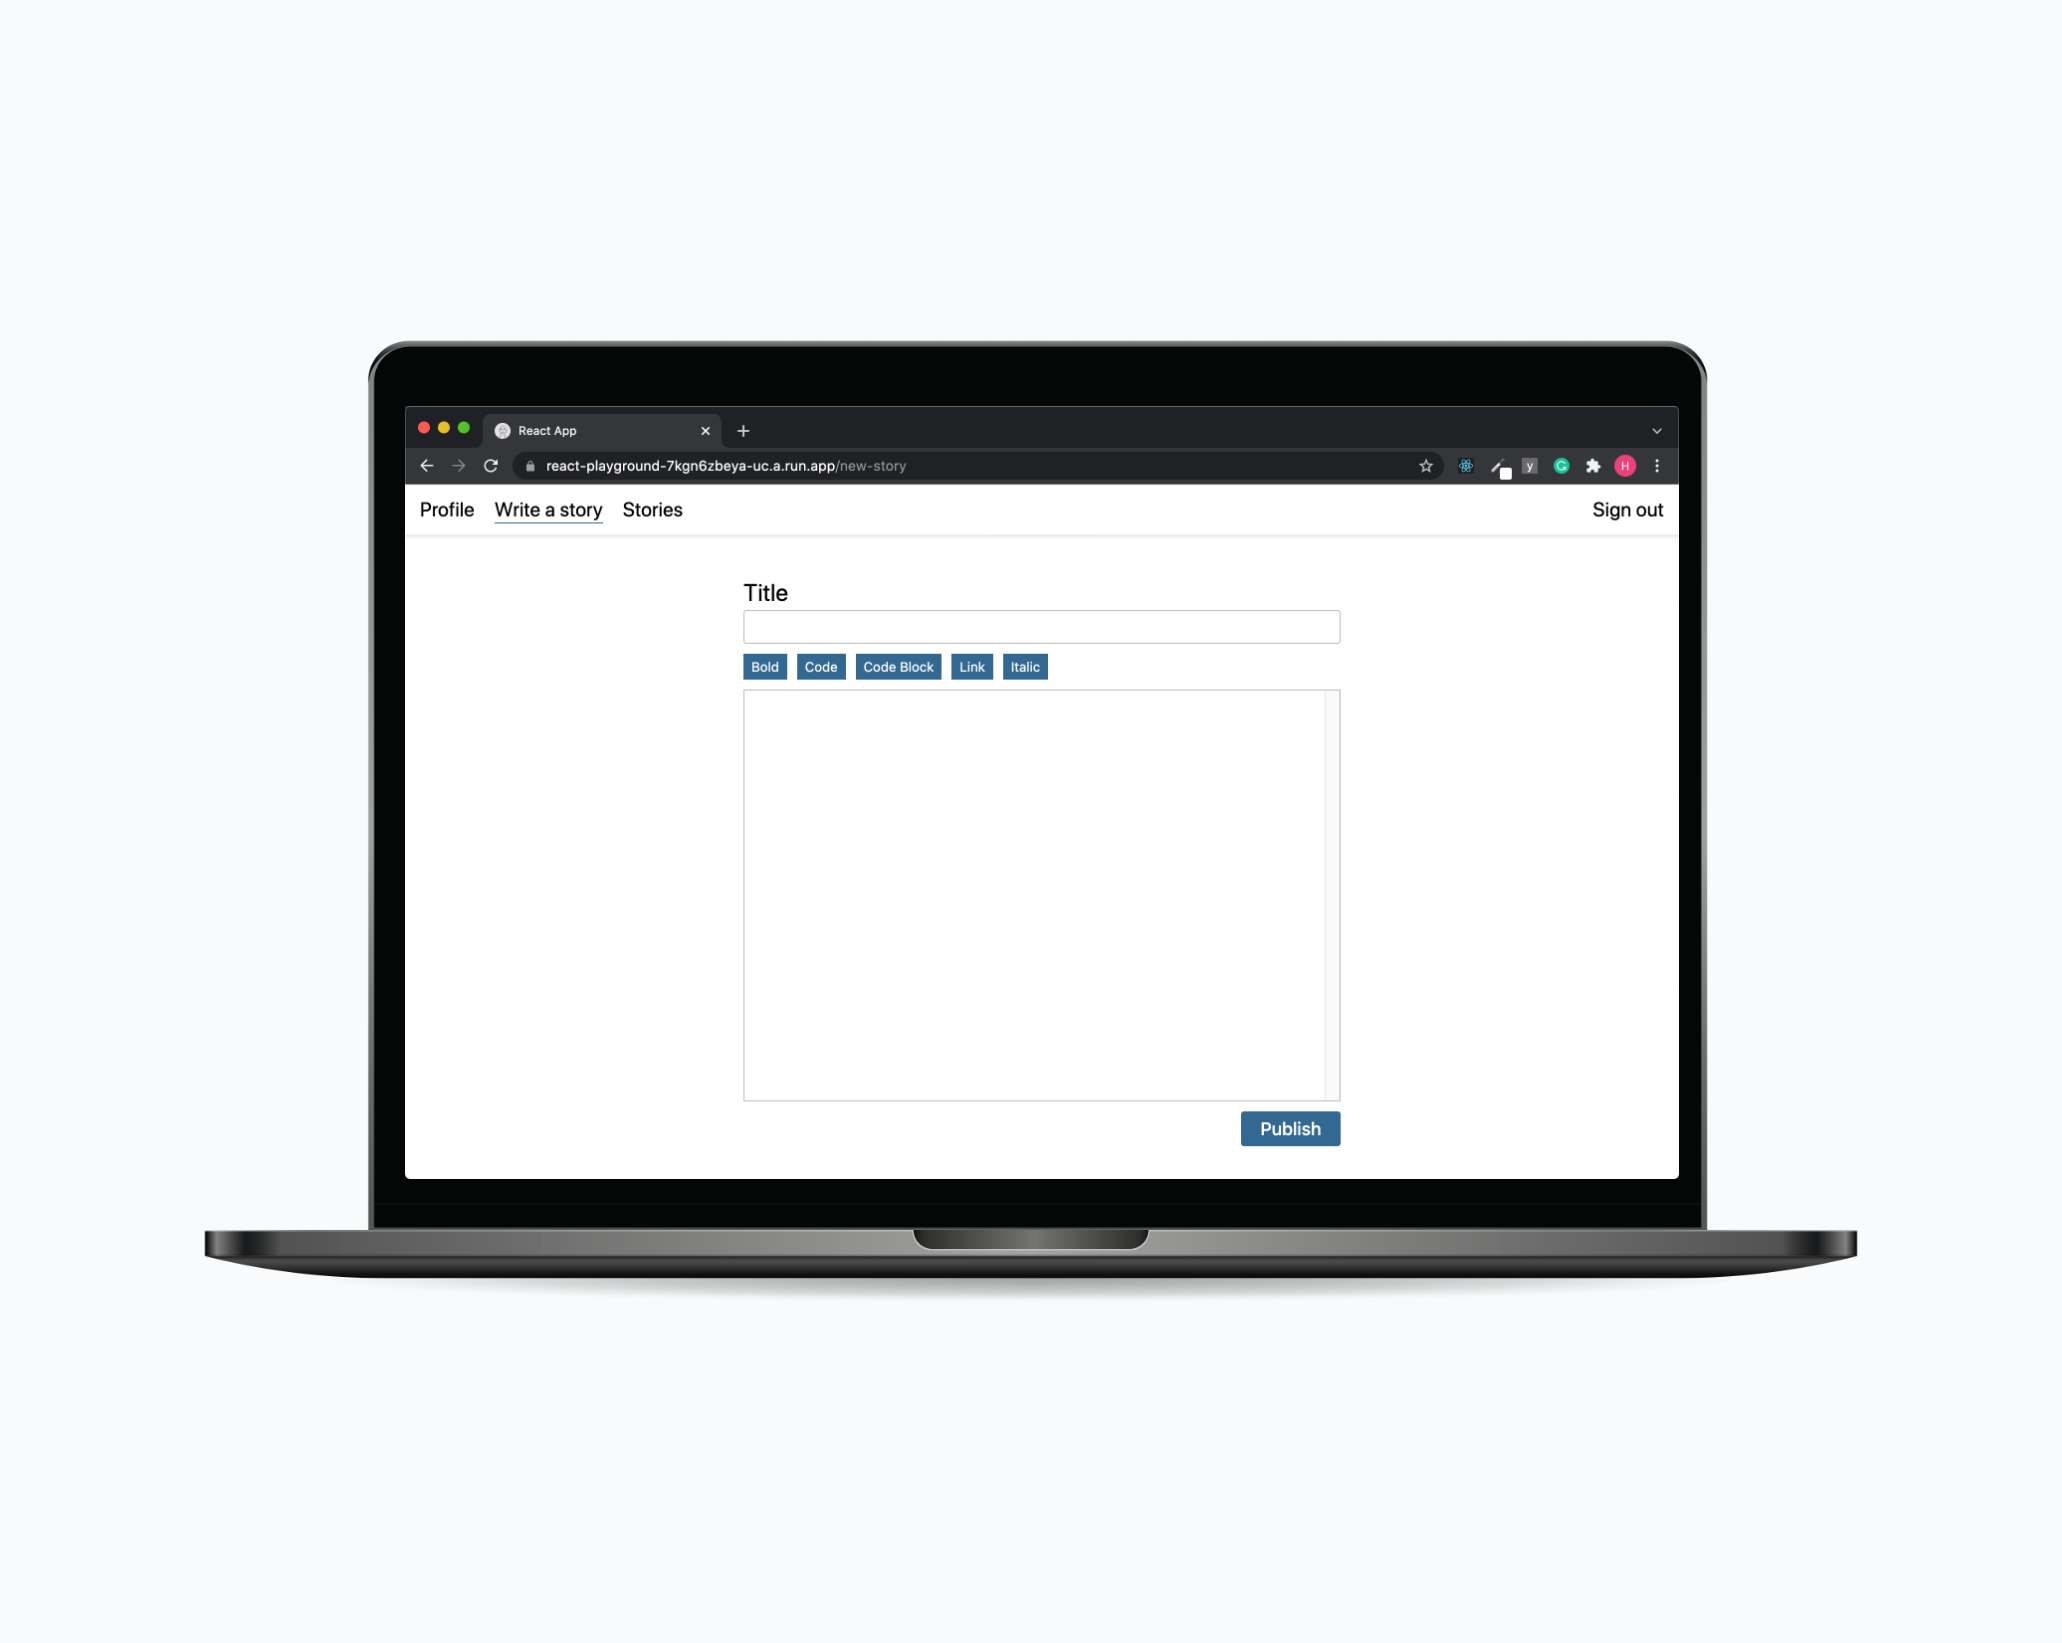 React App
react-playground-7kgn6zbeya-uc.a.run.app/new-story
y
H
Profile Write a story Stories Sign out
Title
Bold Code Code Block Link Italic
Publish